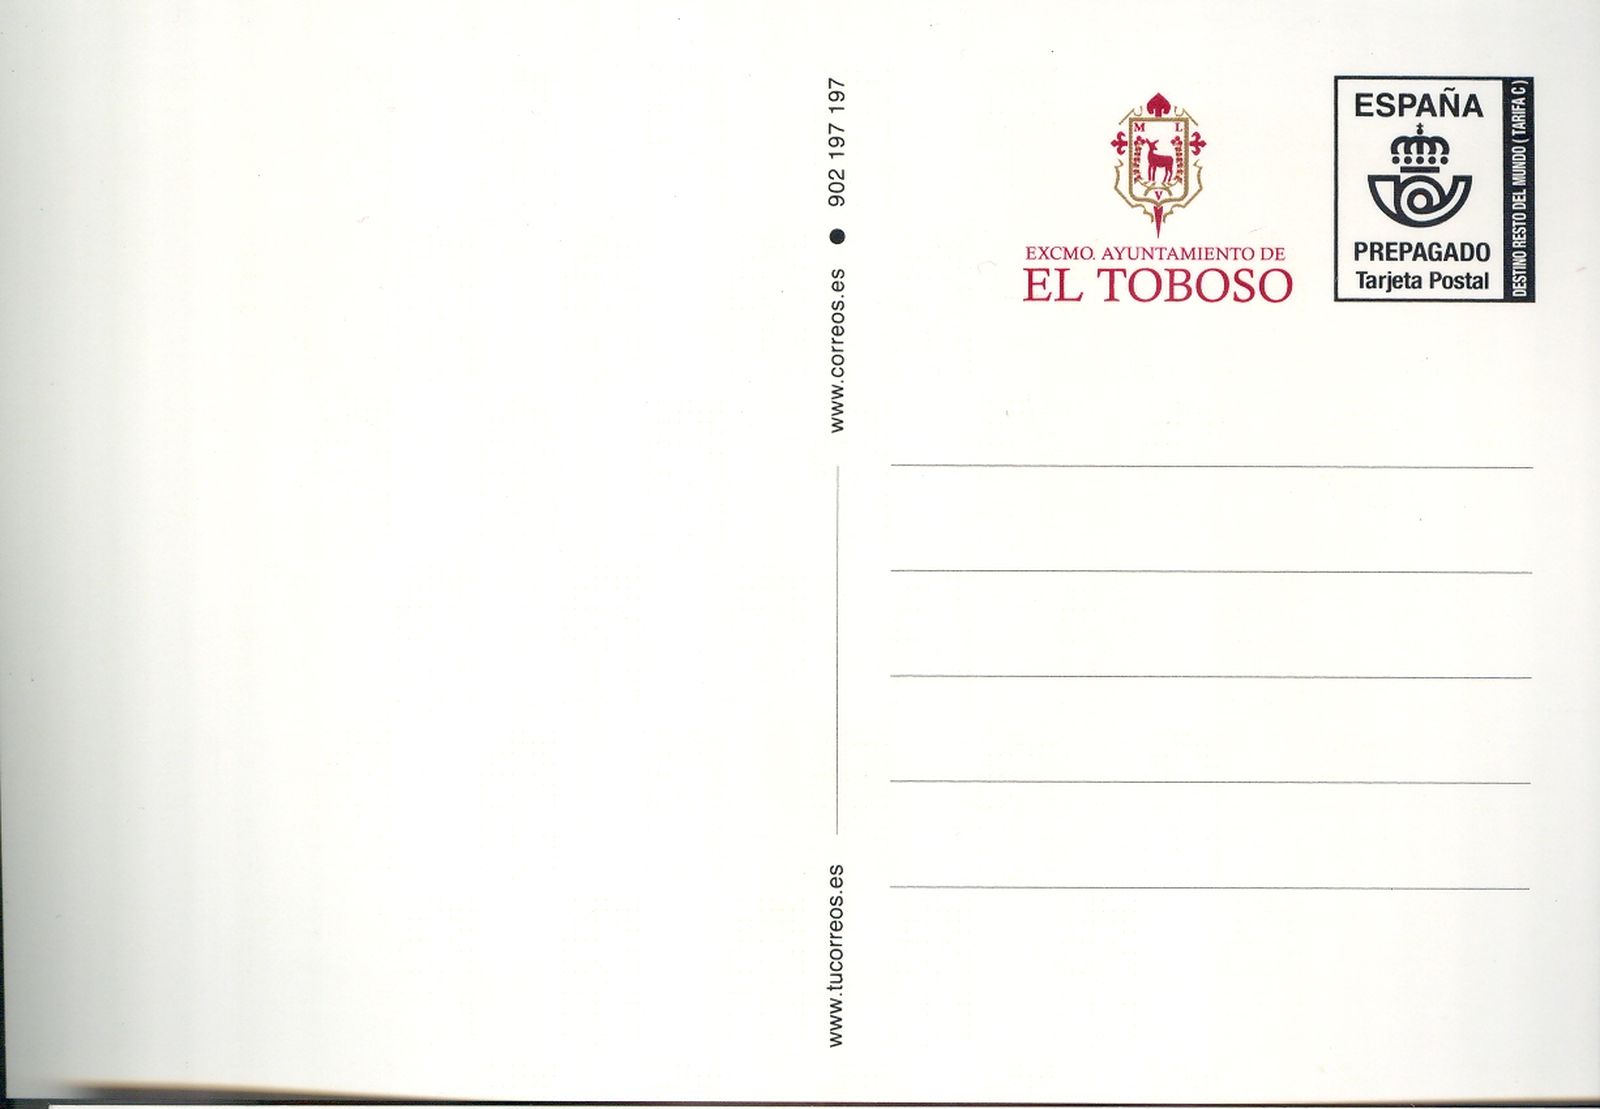 902 197 197
www.correos.es
www.tucorreos.es
M L
V
EXCMO. AYUNTAMIENTO DE
EL TOBOSO
ESPAÑA
PREPAGADO
Tarjeta Postal
DESTINO RESTO DEL MUNDO ( TARIFA C )